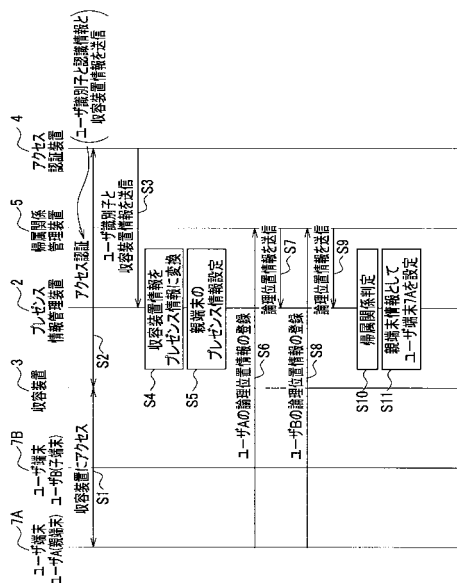 7A
ユーザ端末
ユーザA(親端末)
7B
ユーザ端末
ユーザB(子端末)
3
収容装置
2
プレゼンス
情報管理装置
5
帰属関係
管理装置
4
アクセス
認証装置
収容装置にアクセス
S1
アクセス認証
S2
(ユーザ識別子と認識情報と
収容装置情報を送信)
ユーザ識別子と
収容装置情報を送信
S3
S4
収容装置情報を
プレゼンス情報に変換
S5
親端末の
プレゼンス情報設定
ユーザAの論理位置情報の登録
S6
論理位置情報を送信
S7
ユーザBの論理位置情報の登録
S8
論理位置情報を送信
S9
S10
帰属関係判定
S11
親端末情報として
ユーザ端末7Aを設定